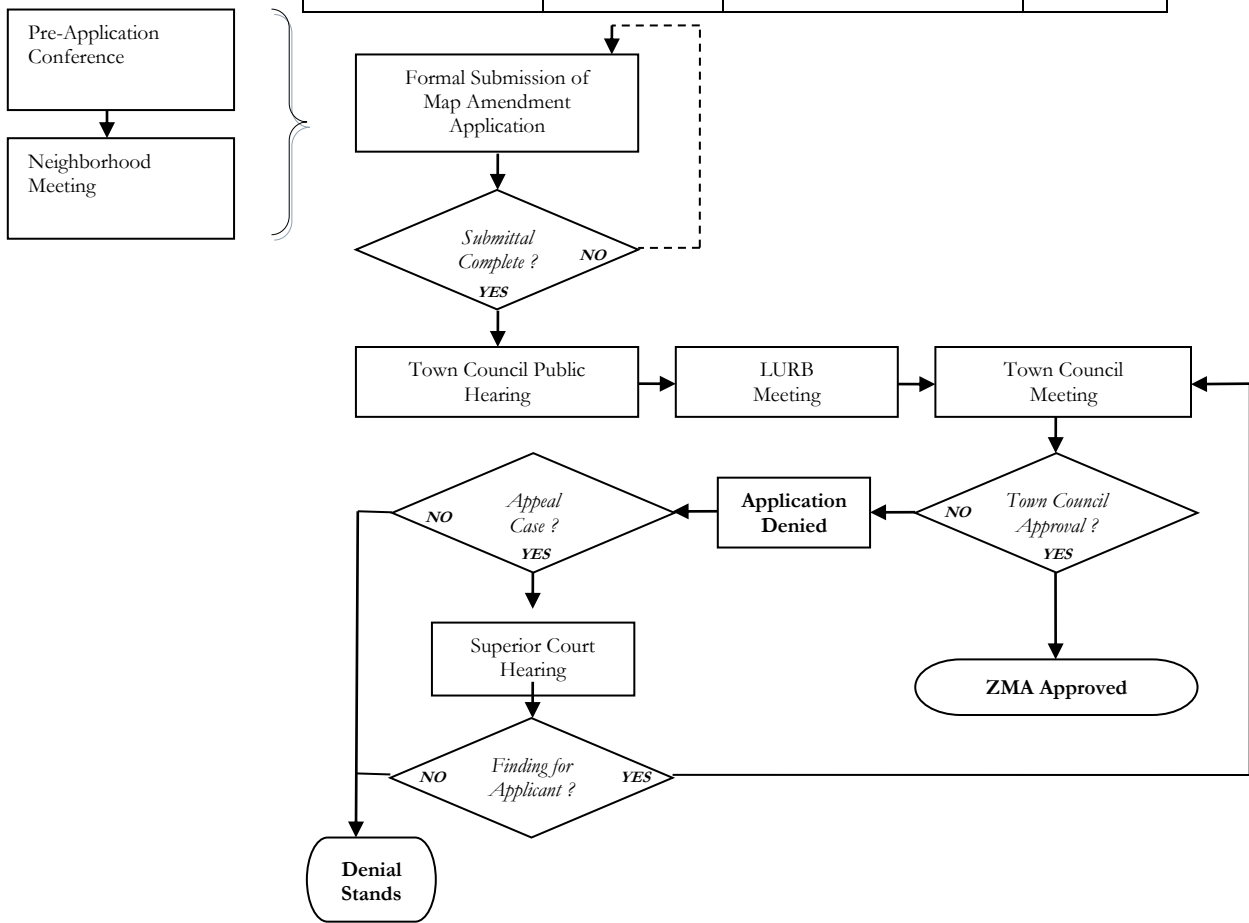 Pre-Application
Conference
Neighborhood
Meeting
Formal Submission of
Map Amendment
Application
Submittal
Complete ?
NO
YES
Town Council Public
Hearing
LURB
Meeting
Town Council
Meeting
Town Council
Approval ?
NO
YES
Application
Denied
Appeal
Case ?
NO
YES
Superior Court
Hearing
ZMA Approved
Finding for
Applicant ?
NO
YES
Denial
Stands